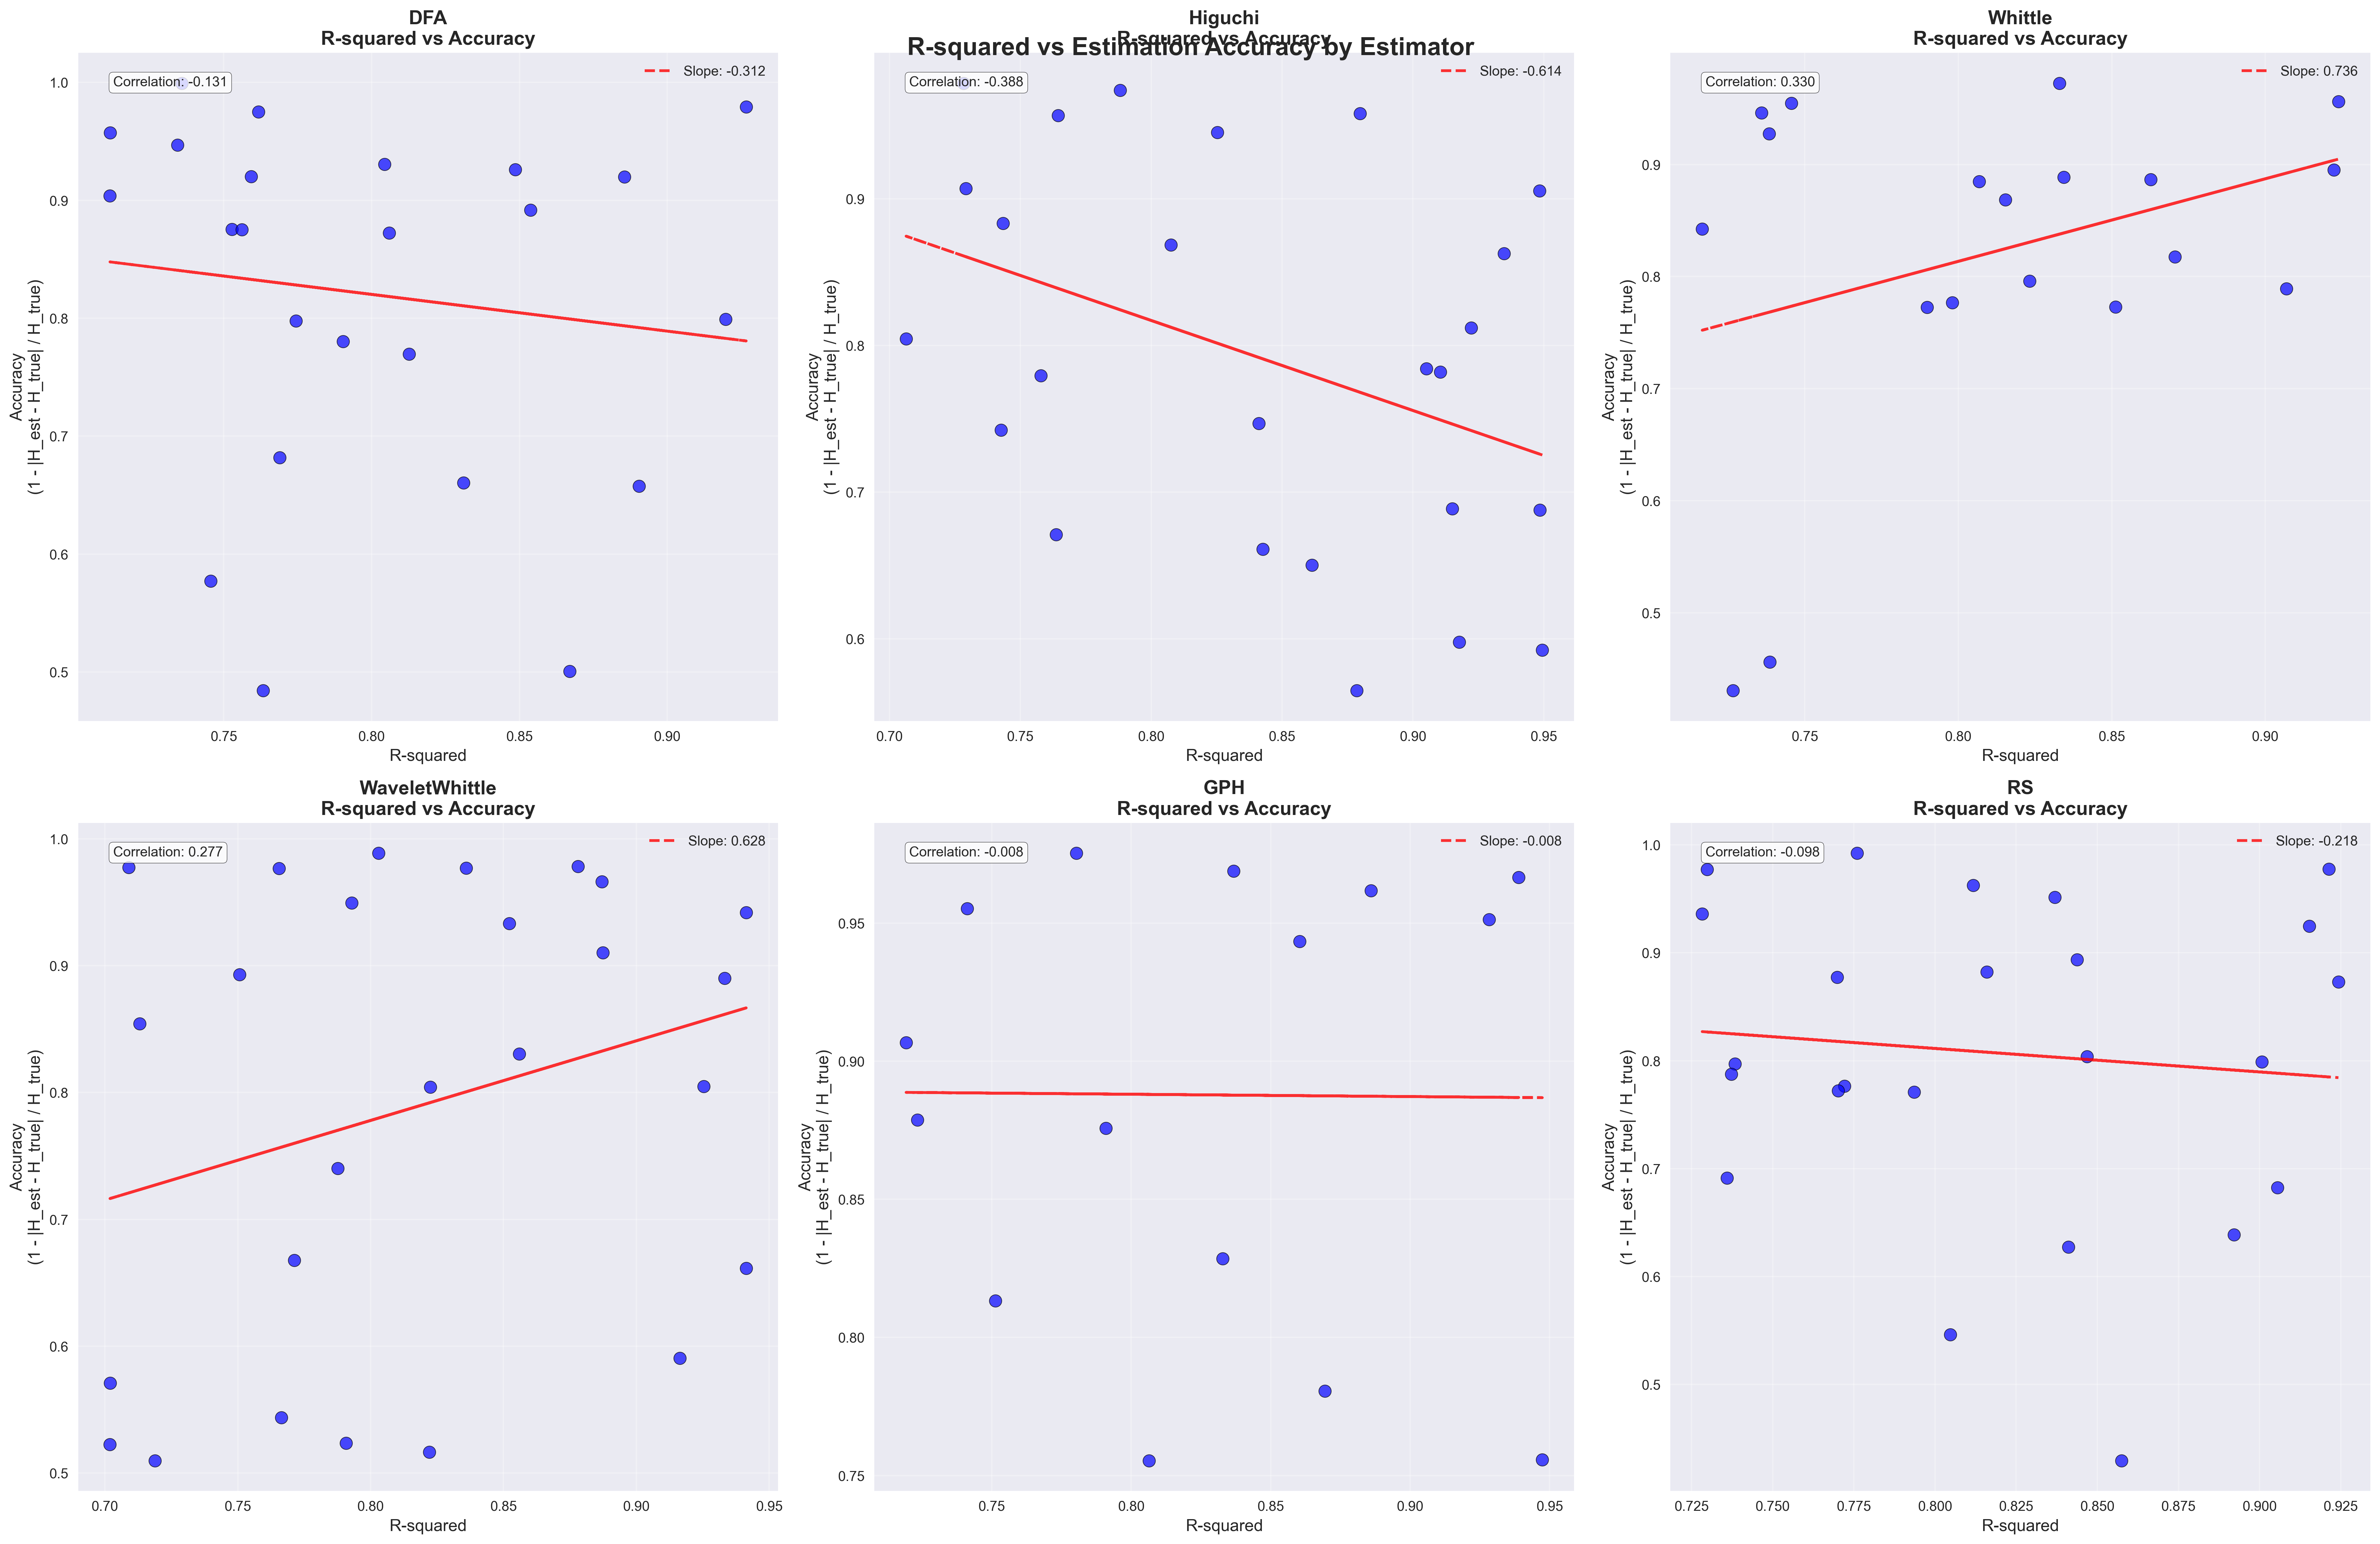 R-squared vs Estimation Accuracy by Estimator
DFA
R-squared vs Accuracy
Correlation: -0.131
Slope: -0.312
1.0
0.9
0.8
0.7
0.6
0.5
Accuracy
(1 - |H_est - H_true| / H_true)
0.75
0.80
0.85
0.90
R-squared
Higuchi
R-squared vs Accuracy
Correlation: -0.388
Slope: -0.614
0.9
0.8
0.7
0.6
Accuracy
(1 - |H_est - H_true| / H_true)
0.70
0.75
0.80
0.85
0.90
0.95
R-squared
Whittle
R-squared vs Accuracy
Correlation: 0.330
Slope: 0.736
0.9
0.8
0.7
0.6
0.5
Accuracy
(1 - |H_est - H_true| / H_true)
0.75
0.80
0.85
0.90
R-squared
WaveletWhittle
R-squared vs Accuracy
Correlation: 0.277
Slope: 0.628
1.0
0.9
0.8
0.7
0.6
0.5
Accuracy
(1 - |H_est - H_true| / H_true)
0.70
0.75
0.80
0.85
0.90
0.95
R-squared
GPH
R-squared vs Accuracy
Correlation: -0.008
Slope: -0.008
0.95
0.90
0.85
0.80
0.75
Accuracy
(1 - |H_est - H_true| / H_true)
0.75
0.80
0.85
0.90
0.95
R-squared
RS
R-squared vs Accuracy
Correlation: -0.098
Slope: -0.218
1.0
0.9
0.8
0.7
0.6
0.5
Accuracy
(1 - |H_est - H_true| / H_true)
0.725
0.750
0.775
0.800
0.825
0.850
0.875
0.900
0.925
R-squared